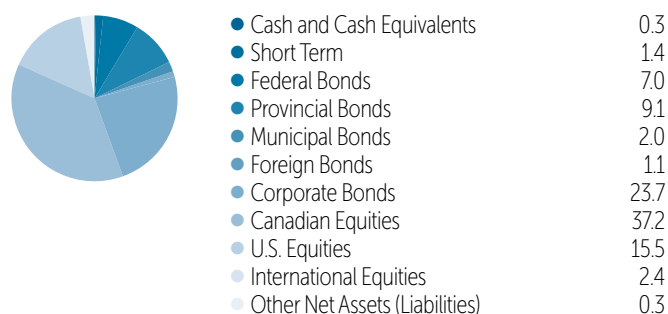 Cash and Cash Equivalents 0.3
Short Term 1.4
Federal Bonds 7.0
Provincial Bonds 9.1
Municipal Bonds 2.0
Foreign Bonds 1.1
Corporate Bonds 23.7
Canadian Equities 37.2
U.S. Equities 15.5
International Equities 2.4
Other Net Assets (Liabilities) 0.3